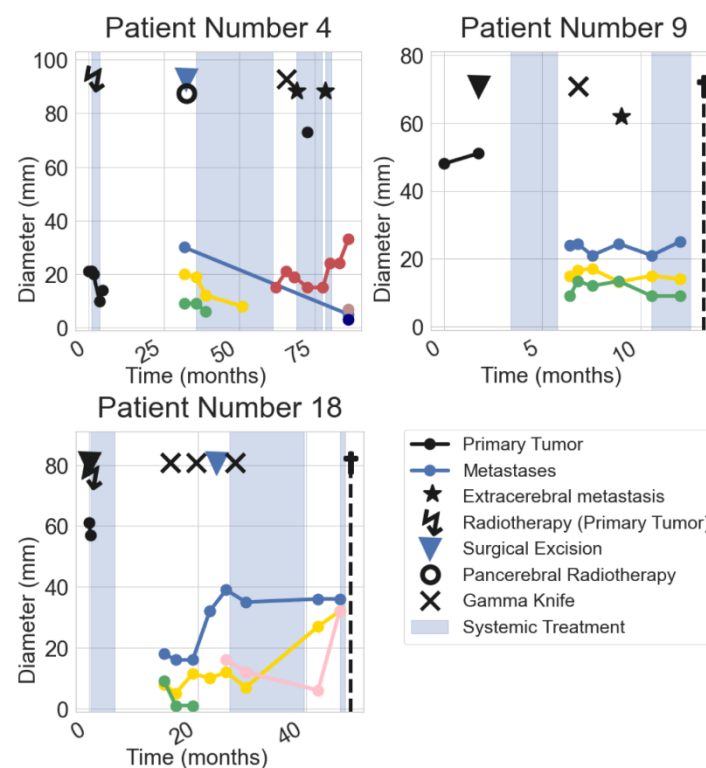 Patient Number 4
100
80
60
40
20
0
Diameter (mm)
0
25
50
75
Time (months)
Patient Number 9
80
60
40
20
0
Diameter (mm)
0
5
10
Time (months)
Patient Number 18
80
60
40
20
0
Diameter (mm)
0
20
40
Time (months)
Primary Tumor
Metastases
Extracerebral metastasis
Radiotherapy (Primary Tumor)
Surgical Excision
Pancerebral Radiotherapy
Gamma Knife
Systemic Treatment